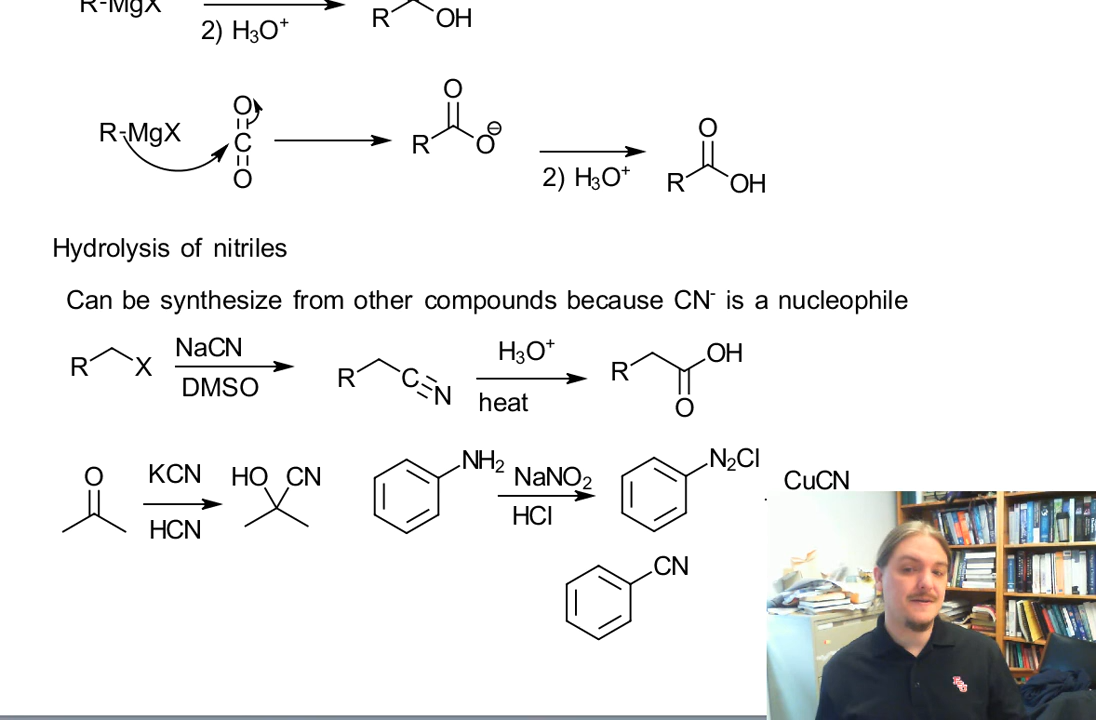 R-MgX
2) H₃O⁺
R OH
R-MgX
O
C
O
O
R O⊖
2) H₃O⁺
O
R OH
Hydrolysis of nitriles
Can be synthesize from other compounds because CN⁻ is a nucleophile
R X
NaCN
DMSO
R C N
H₃O⁺
heat
R OH
O
O
KCN
HCN
HO CN
NH₂
NaNO₂
HCl
N₂Cl
CuCN
CN